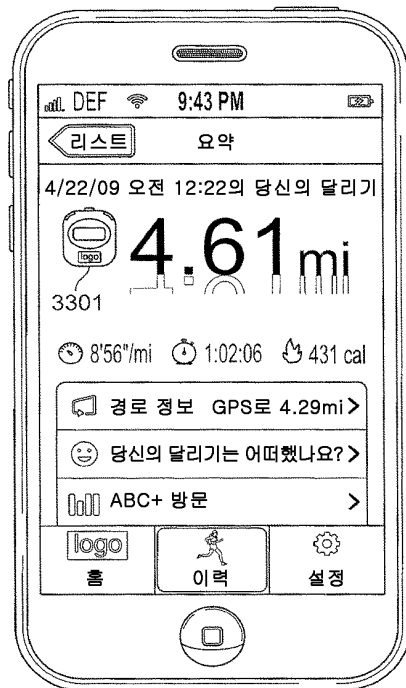 DEF 9:43 PM
리스트 요약
4/22/09 오전 12:22의 당신의 달리기
logo 4.61mi
3301
8'56"/mi 1:02:06 431 cal
경로 정보 GPS로 4.29mi >
당신의 달리기는 어떠했나요? >
ABC+ 방문 >
logo
홈 이력 설정